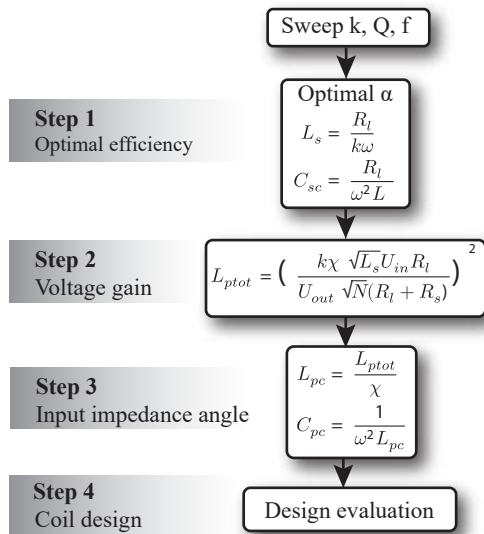 Sweep k, Q, f
Step 1
Optimal efficiency
Optimal α
L_s = R_l / kω
C_sc = R_l / ω² L
Step 2
Voltage gain
L_ptot = ( kχ √L_s U_in R_l / U_out √N (R_l + R_s) )²
Step 3
Input impedance angle
L_pc = L_ptot / χ
C_pc = 1 / ω² L_pc
Step 4
Coil design
Design evaluation